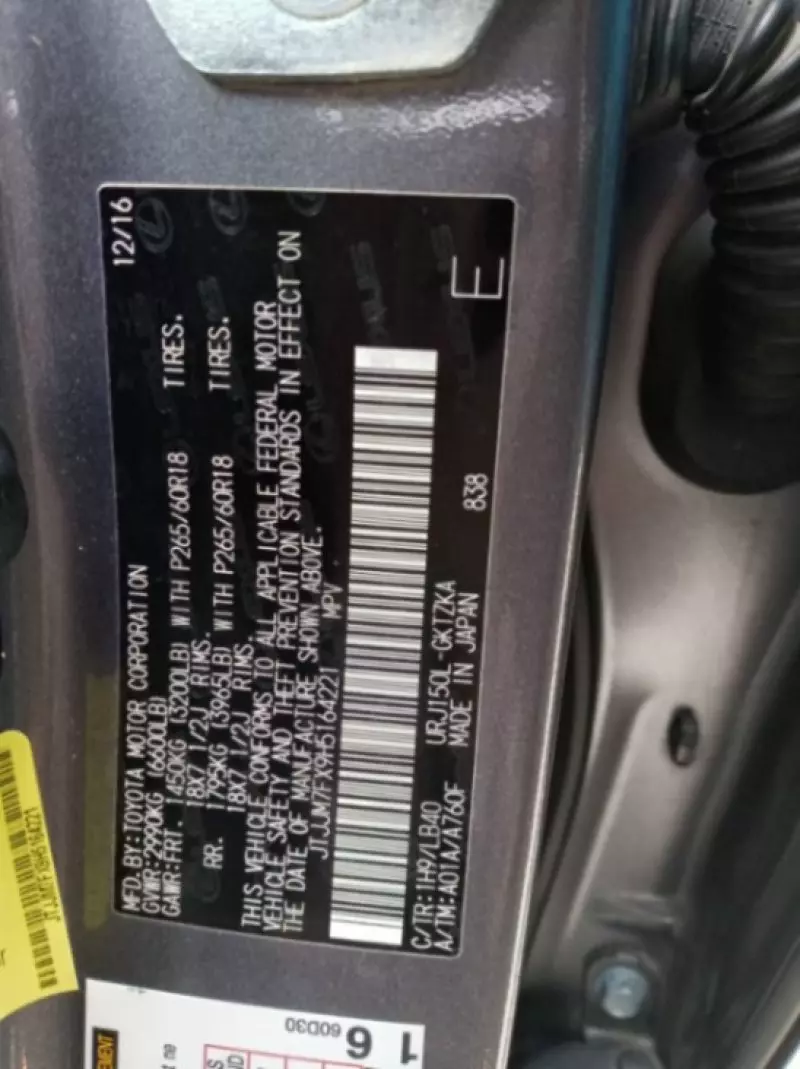 12/16
MFD.BY:TOYOTA MOTOR CORPORATION
GVWR:2990KG (6600LB)
GAWR:FRT. 1450KG (3200LB) WITH P265/60R18 TIRES.
18X7 1/2J RIMS.
RR. 1795KG (3965LB) WITH P265/60R18 TIRES.
18X7 1/2J RIMS.
THIS VEHICLE CONFORMS TO ALL APPLICABLE FEDERAL MOTOR
VEHICLE SAFETY AND THEFT PREVENTION STANDARDS IN EFFECT ON
THE DATE OF MANUFACTURE SHOWN ABOVE.
JTJJM7FX9H5164221 MPV
C/TR:1H9/LB40 URJ150L-GKTZKA
A/TM:A01A/A760F MADE IN JAPAN 838
E
JTJJM7FX9H5164221
16
60D30